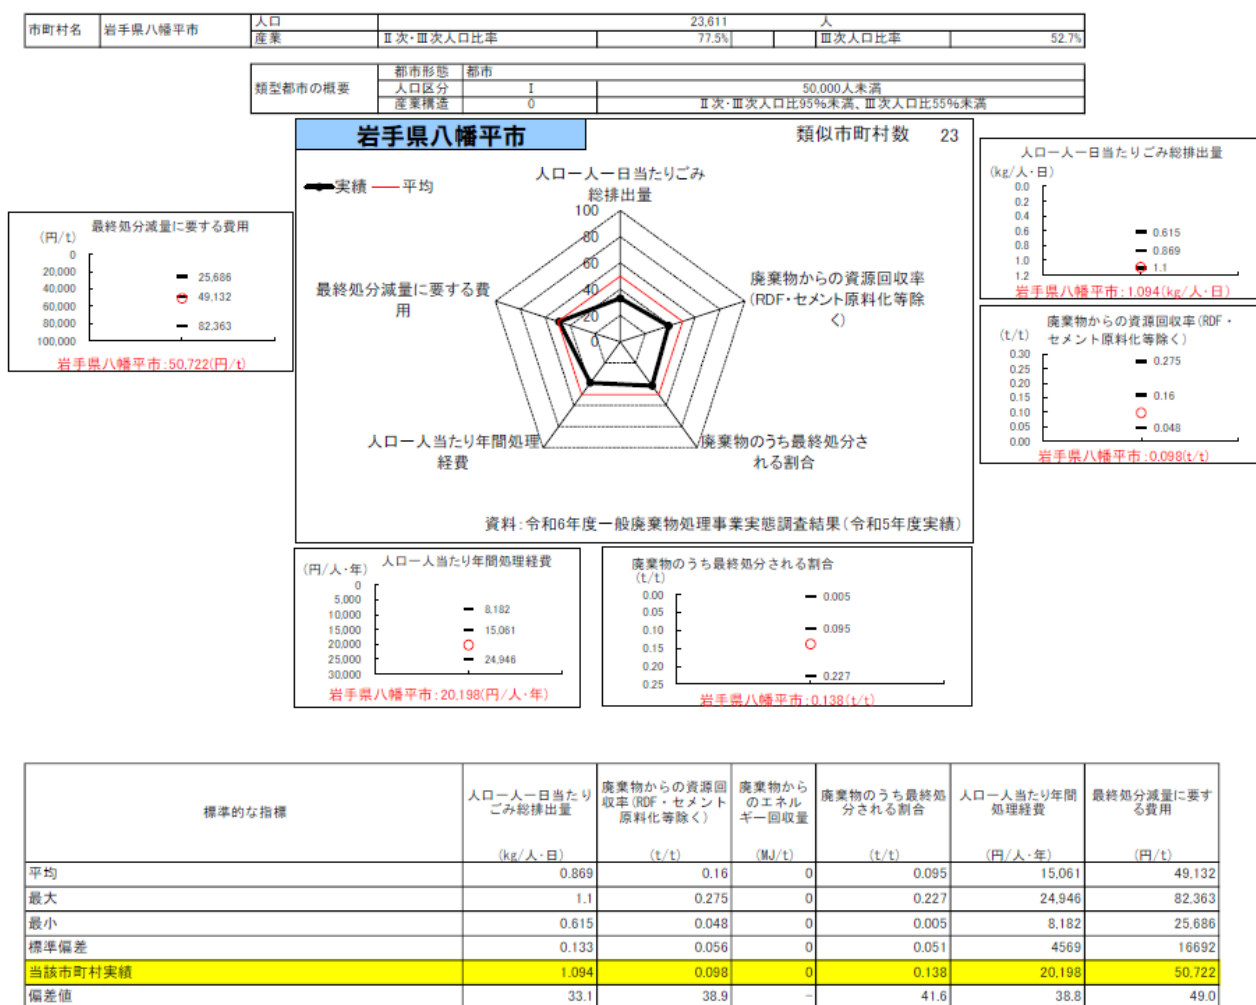 市町村名 岩手県八幡平市 人口 23,611 人
産業 Ⅱ次・Ⅲ次人口比率 77.5% Ⅲ次人口比率 52.7%
類型都市の概要 都市形態 都市
人口区分 Ⅰ 50,000人未満
産業構造 0 Ⅱ次・Ⅲ次人口比95%未満、Ⅲ次人口比55%未満
岩手県八幡平市 類似市町村数 23
実績 平均
人口一人一日当たりごみ
総排出量
100
80
60
40
20
0
廃棄物からの資源回収率
(RDF・セメント原料化等除
く)
廃棄物のうち最終処分さ
れる割合
人口一人当たり年間処理
経費
最終処分減量に要する費
用
資料:令和6年度一般廃棄物処理事業実態調査結果(令和5年度実績)
最終処分減量に要する費用
(円/t)
0
20,000
40,000
60,000
80,000
100,000
25,686
49,132
82,363
岩手県八幡平市:50,722(円/t)
人口一人一日当たりごみ総排出量
(kg/人・日)
0.0
0.2
0.4
0.6
0.8
1.0
1.2
0.615
0.869
1.1
岩手県八幡平市:1.094(kg/人・日)
廃棄物からの資源回収率(RDF・
セメント原料化等除く)
(t/t)
0.30
0.25
0.20
0.15
0.10
0.05
0.00
0.275
0.16
0.048
岩手県八幡平市:0.098(t/t)
人口一人当たり年間処理経費
(円/人・年)
0
5,000
10,000
15,000
20,000
25,000
30,000
8,182
15,061
24,946
岩手県八幡平市:20,198(円/人・年)
廃棄物のうち最終処分される割合
(t/t)
0.00
0.05
0.10
0.15
0.20
0.25
0.005
0.095
0.227
岩手県八幡平市:0.138(t/t)
標準的な指標
人口一人一日当たり
ごみ総排出量
(kg/人・日)
廃棄物からの資源回
収率(RDF・セメント
原料化等除く)
(t/t)
廃棄物から
のエネル
ギー回収量
(MJ/t)
廃棄物のうち最終処
分される割合
(t/t)
人口一人当たり年間
処理経費
(円/人・年)
最終処分減量に要す
る費用
(円/t)
平均 0.869 0.16 0 0.095 15,061 49,132
最大 1.1 0.275 0 0.227 24,946 82,363
最小 0.615 0.048 0 0.005 8,182 25,686
標準偏差 0.133 0.056 0 0.051 4569 16692
当該市町村実績 1.094 0.098 0 0.138 20,198 50,722
偏差値 33.1 38.9 - 41.6 38.8 49.0